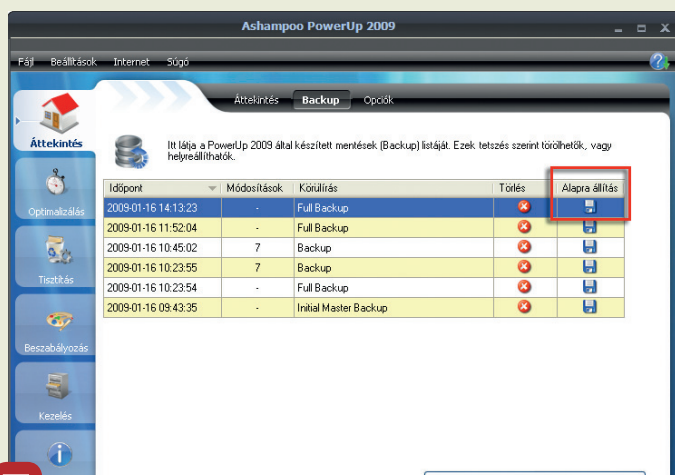 Ashampoo PowerUp 2009
Fájl Beállítások Internet Súgó
Áttekintés Backup Opciók
Áttekintés
Optimalizálás
Tisztítás
Beszabályozás
Kezelés
Itt látja a PowerUp 2009 által készített mentések (Backup) listáját. Ezek tetszés szerint törölhetők, vagy
helyreállíthatók.
Időpont Módosítások Körülírás Törlés Alapra állítás
2009-01-16 14:13:23 - Full Backup
2009-01-16 11:52:04 - Full Backup
2009-01-16 10:45:02 7 Backup
2009-01-16 10:23:55 7 Backup
2009-01-16 10:23:54 - Full Backup
2009-01-16 09:43:35 - Initial Master Backup